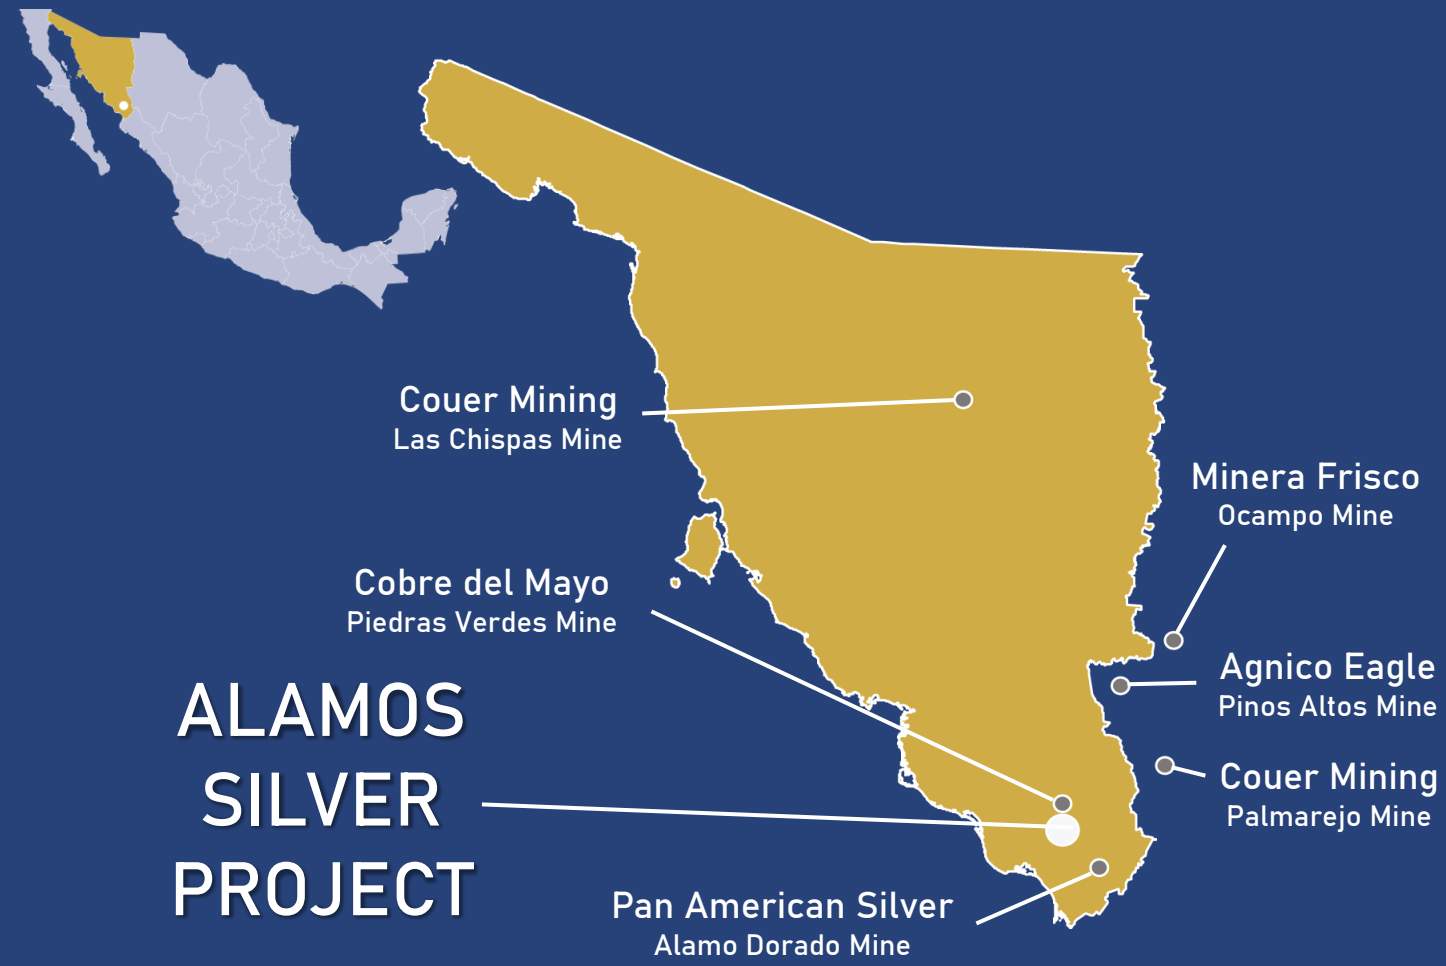 Couer Mining
Las Chispas Mine
Minera Frisco
Ocampo Mine
Cobre del Mayo
Piedras Verdes Mine
Agnico Eagle
Pinos Altos Mine
ALAMOS
SILVER
PROJECT
Couer Mining
Palmarejo Mine
Pan American Silver
Alamo Dorado Mine